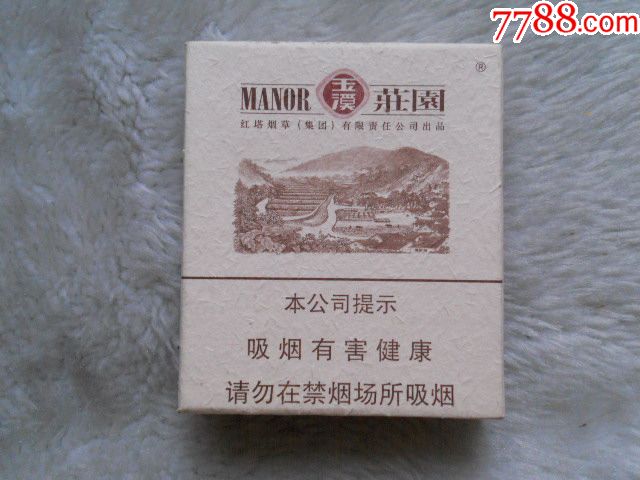 7788.com
MANOR 玉溪 莊園 ®
红塔烟草(集团)有限责任公司出品
本公司提示
吸烟有害健康
请勿在禁烟场所吸烟